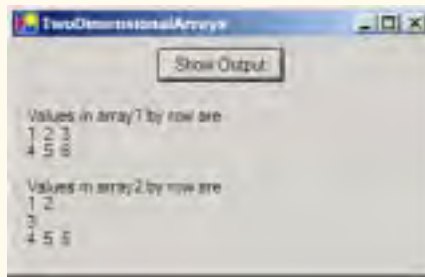 TwoDimensionalArrays
Show Output
Values in array1 by row are
1 2 3
4 5 6
Values in array2 by row are
1 2
3
4 5 6